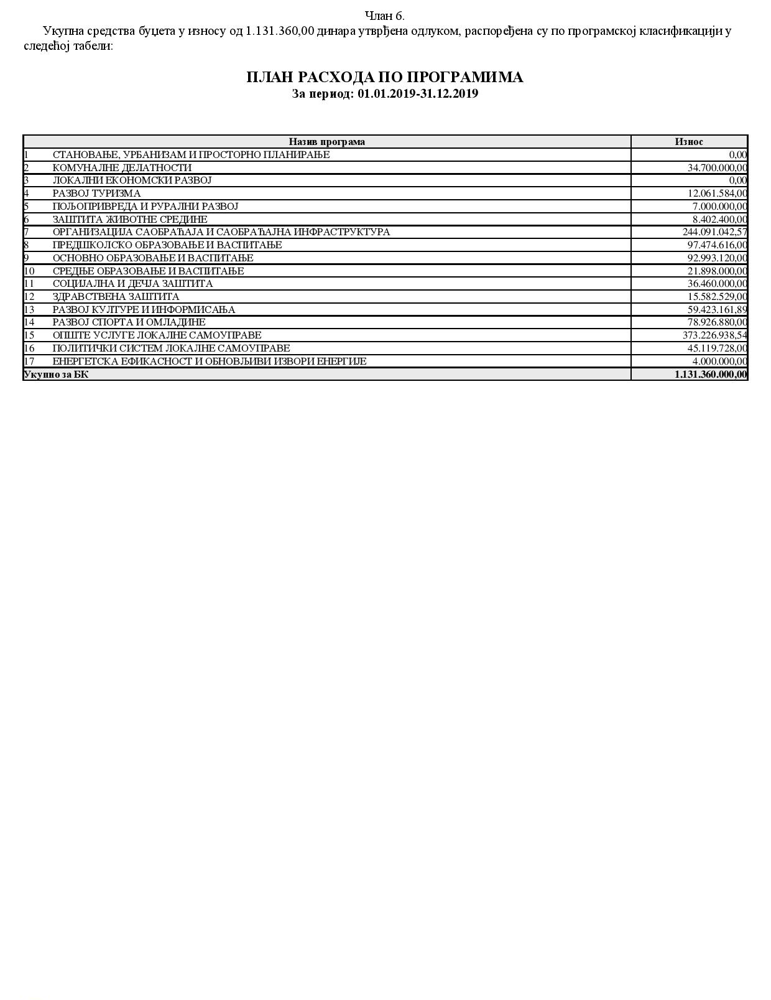 Члан 6.
Укупна средства буџета у износу од 1.131.360,00 динара утврђена одлуком, распоређена су по програмској класификацији у
следећој табели:
ПЛАН РАСХОДА ПО ПРОГРАМИМА
За период: 01.01.2019-31.12.2019
Назив програма Износ
1 СТАНОВАЊЕ, УРБАНИЗАМ И ПРОСТОРНО ПЛАНИРАЊЕ 0,00
2 КОМУНАЛНЕ ДЕЛАТНОСТИ 34.700.000,00
3 ЛОКАЛНИ ЕКОНОМСКИ РАЗВОЈ 0,00
4 РАЗВОЈ ТУРИЗМА 12.061.584,00
5 ПОЉОПРИВРЕДА И РУРАЛНИ РАЗВОЈ 7.000.000,00
6 ЗАШТИТА ЖИВОТНЕ СРЕДИНЕ 8.402.400,00
7 ОРГАНИЗАЦИЈА САОБРАЋАЈА И САОБРАЋАЈНА ИНФРАСТРУКТУРА 244.091.042,57
8 ПРЕДШКОЛСКО ОБРАЗОВАЊЕ И ВАСПИТАЊЕ 97.474.616,00
9 ОСНОВНО ОБРАЗОВАЊЕ И ВАСПИТАЊЕ 92.993.120,00
10 СРЕДЊЕ ОБРАЗОВАЊЕ И ВАСПИТАЊЕ 21.898.000,00
11 СОЦИЈАЛНА И ДЕЧЈА ЗАШТИТА 36.460.000,00
12 ЗДРАВСТВЕНА ЗАШТИТА 15.582.529,00
13 РАЗВОЈ КУЛТУРЕ И ИНФОРМИСАЊА 59.423.161,89
14 РАЗВОЈ СПОРТА И ОМЛАДИНЕ 78.926.880,00
15 ОПШТЕ УСЛУГЕ ЛОКАЛНЕ САМОУПРАВЕ 373.226.938,54
16 ПОЛИТИЧКИ СИСТЕМ ЛОКАЛНЕ САМОУПРАВЕ 45.119.728,00
17 ЕНЕРГЕТСКА ЕФИКАСНОСТ И ОБНОВЉИВИ ИЗВОРИ ЕНЕРГИЈЕ 4.000.000,00
Укупно за БК 1.131.360.000,00